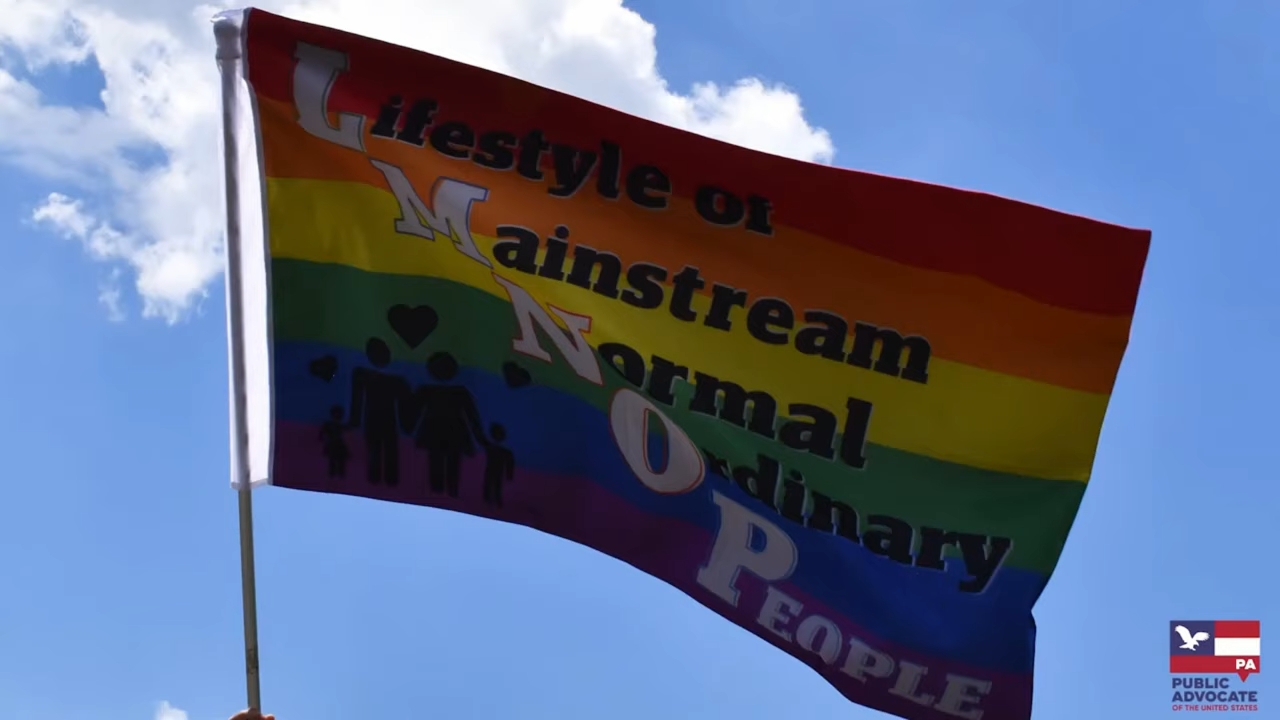 Lifestyle of
Mainstream
Normal
Ordinary
PEOPLE
PA
PUBLIC
ADVOCATE
OF THE UNITED STATES